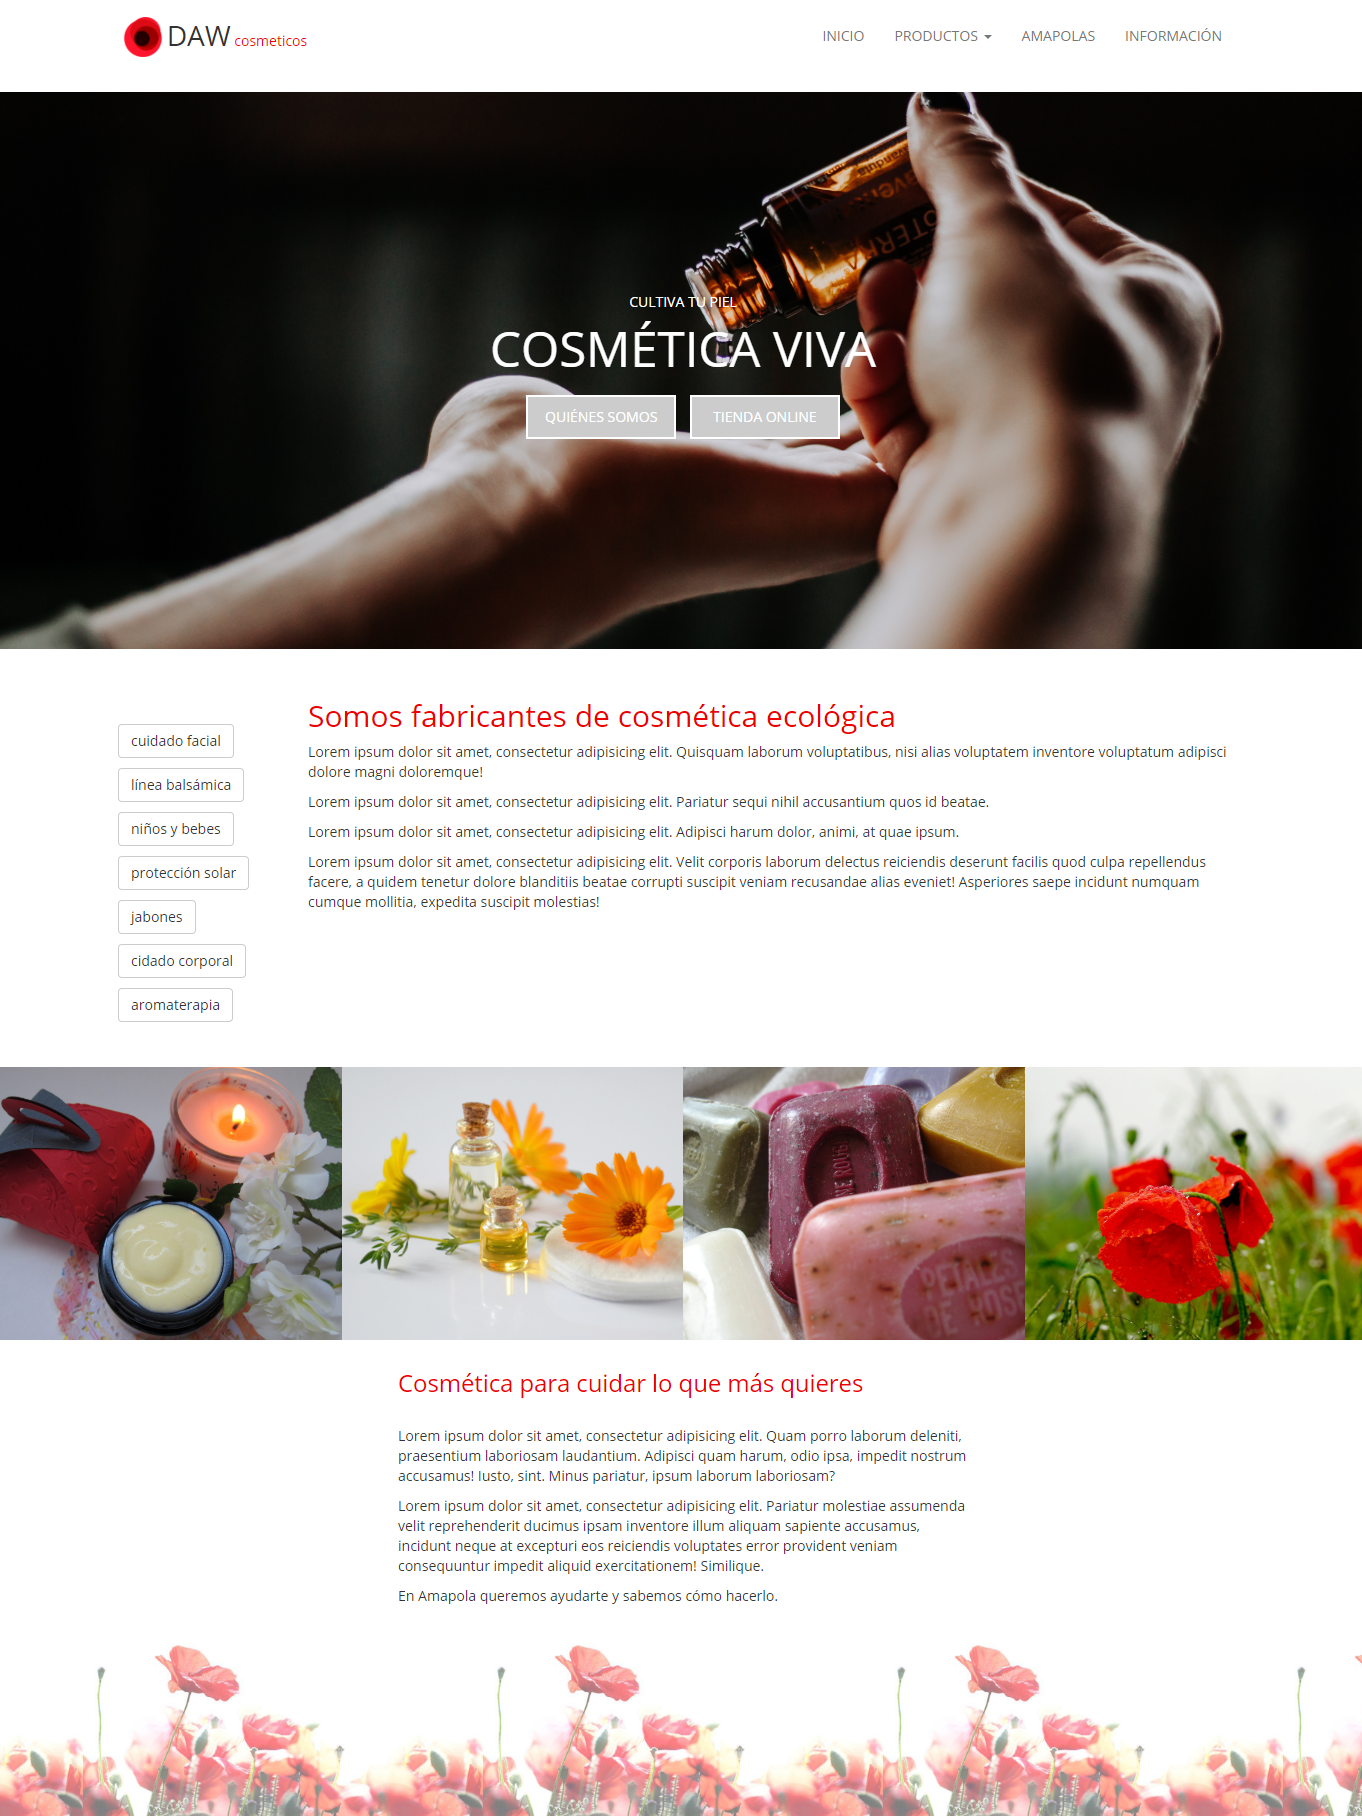 DAW cosmeticos
INICIO PRODUCTOS AMAPOLAS INFORMACIÓN
CULTIVA TU PIEL
COSMÉTICA VIVA
QUIÉNES SOMOS TIENDA ONLINE
Somos fabricantes de cosmética ecológica
Lorem ipsum dolor sit amet, consectetur adipisicing elit. Quisquam laborum voluptatibus, nisi alias voluptatem inventore voluptatum adipisci
dolore magni doloremque!
Lorem ipsum dolor sit amet, consectetur adipisicing elit. Pariatur sequi nihil accusantium quos id beatae.
Lorem ipsum dolor sit amet, consectetur adipisicing elit. Adipisci harum dolor, animi, at quae ipsum.
Lorem ipsum dolor sit amet, consectetur adipisicing elit. Velit corporis laborum delectus reiciendis deserunt facilis quod culpa repellendus
facere, a quidem tenetur dolore blanditiis beatae corrupti suscipit veniam recusandae alias eveniet! Asperiores saepe incidunt numquam
cumque mollitia, expedita suscipit molestias!
cuidado facial
línea balsámica
niños y bebes
protección solar
jabones
cidado corporal
aromaterapia
PETALES
DE ROSE
Cosmética para cuidar lo que más quieres
Lorem ipsum dolor sit amet, consectetur adipisicing elit. Quam porro laborum deleniti,
praesentium laboriosam laudantium. Adipisci quam harum, odio ipsa, impedit nostrum
accusamus! Iusto, sint. Minus pariatur, ipsum laborum laboriosam?
Lorem ipsum dolor sit amet, consectetur adipisicing elit. Pariatur molestiae assumenda
velit reprehenderit ducimus ipsam inventore illum aliquam sapiente accusamus,
incidunt neque at excepturi eos reiciendis voluptates error provident veniam
consequuntur impedit aliquid exercitationem! Similique.
En Amapola queremos ayudarte y sabemos cómo hacerlo.